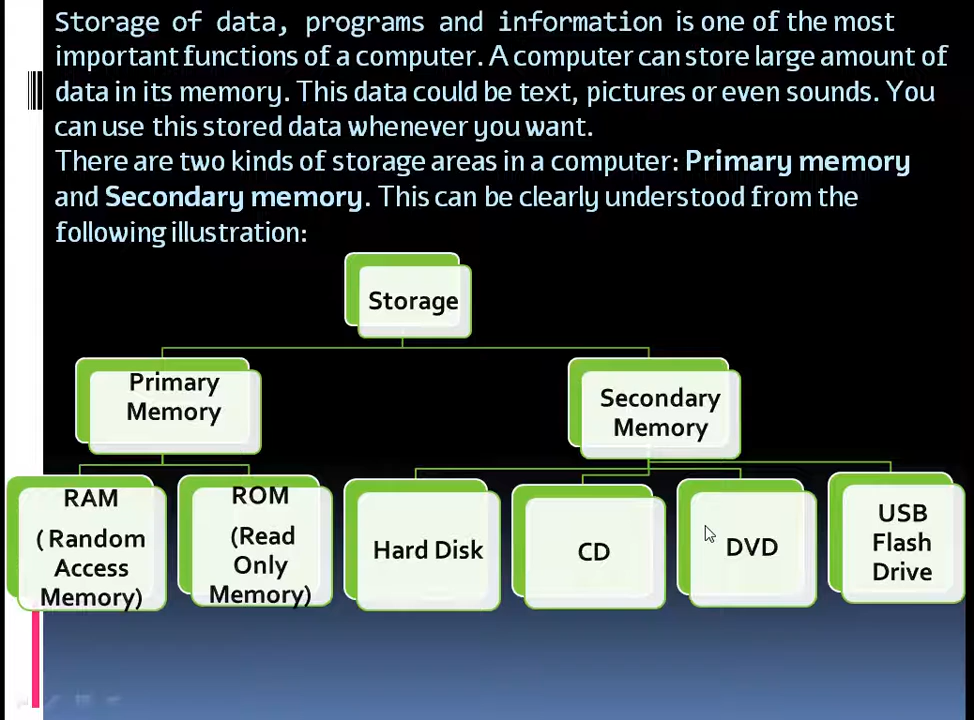 Storage of data, programs and information is one of the most
important functions of a computer. A computer can store large amount of
data in its memory. This data could be text, pictures or even sounds. You
can use this stored data whenever you want.
There are two kinds of storage areas in a computer: Primary memory
and Secondary memory. This can be clearly understood from the
following illustration:
Storage
Primary
Memory
Secondary
Memory
RAM
( Random
Access
Memory)
ROM
(Read
Only
Memory)
Hard Disk
CD
DVD
USB
Flash
Drive